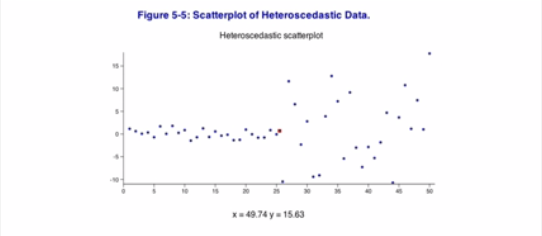 Figure 5-5: Scatterplot of Heteroscedastic Data.
Heteroscedastic scatterplot
15
10
5
0
-5
-10
0 5 10 15 20 25 30 35 40 45 50
x = 49.74 y = 15.63